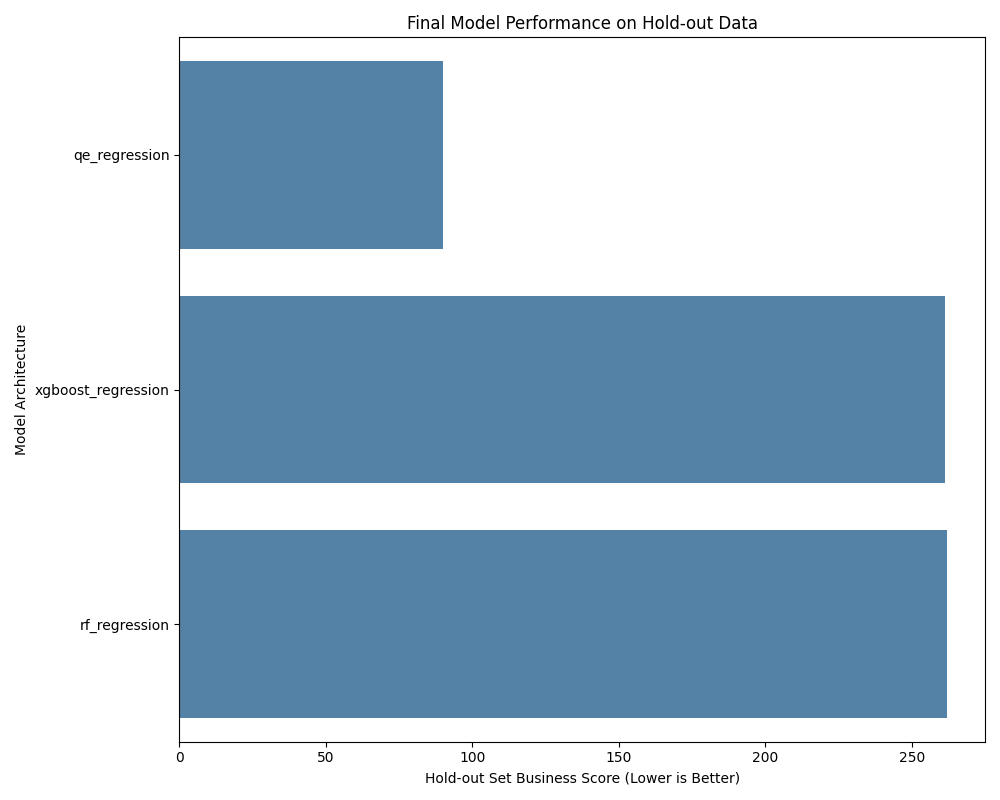 Final Model Performance on Hold-out Data
Model Architecture
qe_regression
xgboost_regression
rf_regression
0 50 100 150 200 250
Hold-out Set Business Score (Lower is Better)